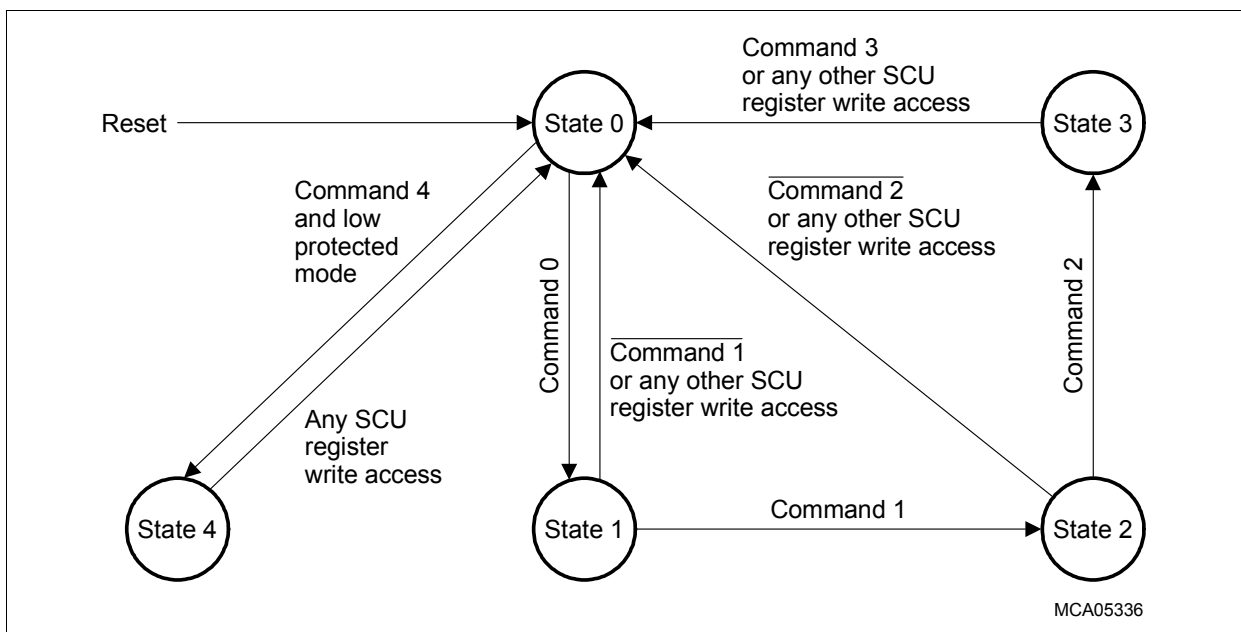 Command 3
or any other SCU
register write access
Reset
State 0
State 3
Command 4
and low
protected
mode
Command 2
or any other SCU
register write access
Command 0
Command 1
or any other SCU
register write access
Command 2
Any SCU
register
write access
State 4
State 1
Command 1
State 2
MCA05336